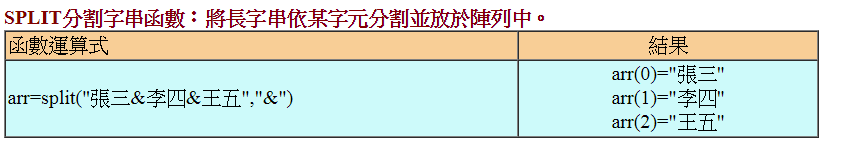 SPLIT分割字串函數：將長字串依某字元分割並放於陣列中。
函數運算式
結果
arr=split("張三&李四&王五","&")
arr(0)="張三"
arr(1)="李四"
arr(2)="王五"